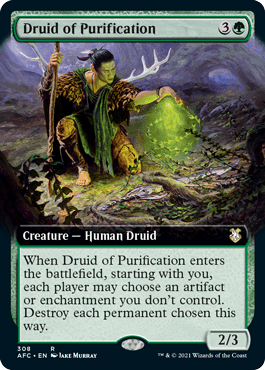 Druid of Purification 3
Creature — Human Druid
When Druid of Purification enters
the battlefield, starting with you,
each player may choose an artifact
or enchantment you don't control.
Destroy each permanent chosen this
way.
2/3
308 R
AFC • EN Jake Murray
™ & © 2021 Wizards of the Coast